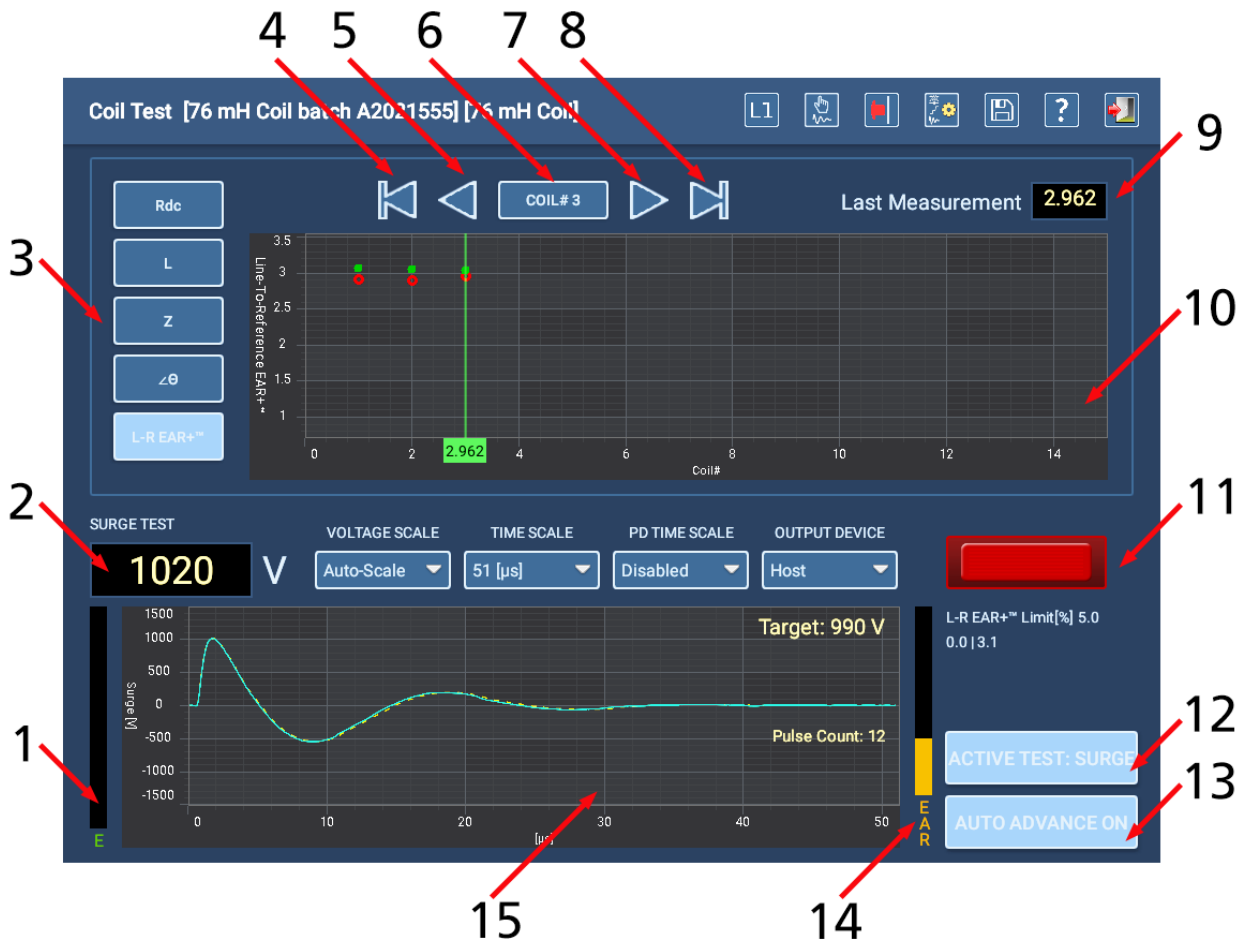 4 5 6 7 8
Coil Test [76 mH Coil batch A2021555] [76 mH Coil]
L1
?
9
Rdc
COIL# 3
Last Measurement 2.962
3
L
Z
∠Θ
L-R EAR+™
Line-To-Reference EAR+™
3.5
3
2.5
2
1.5
1
0 2 2.962 4 6 8 10 12 14
Coil#
10
2
SURGE TEST
1020 V
VOLTAGE SCALE TIME SCALE PD TIME SCALE OUTPUT DEVICE
Auto-Scale 51 [µs] Disabled Host
11
L-R EAR+™ Limit[%] 5.0
0.0 | 3.1
1
E
Surge [V]
1500
1000
500
0
-500
-1000
-1500
Target: 990 V
Pulse Count: 12
0 10 20 30 40 50
[µs]
EAR
ACTIVE TEST: SURGE
12
AUTO ADVANCE ON
13
15
14